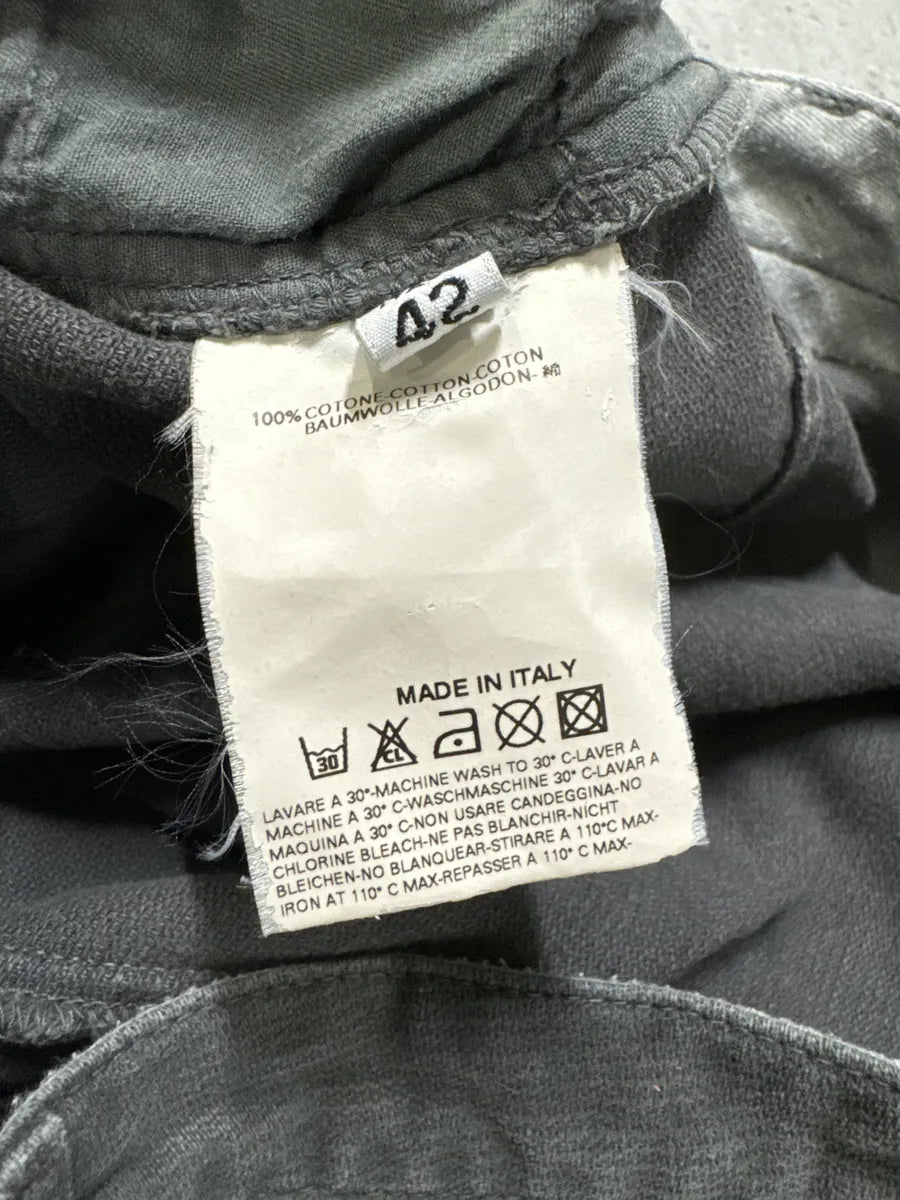 42
100% COTONE-COTTON-COTON
BAUMWOLLE-ALGODON-綿
MADE IN ITALY
30 CL
LAVARE A 30°-MACHINE WASH TO 30° C-LAVER A
MACHINE A 30° C-WASCHMASCHINE 30° C-LAVAR A
MAQUINA A 30° C-NON USARE CANDEGGINA-NO
CHLORINE BLEACH-NE PAS BLANCHIR-NICHT
BLEICHEN-NO BLANQUEAR-STIRARE A 110°C MAX-
IRON AT 110° C MAX-REPASSER A 110° C MAX-